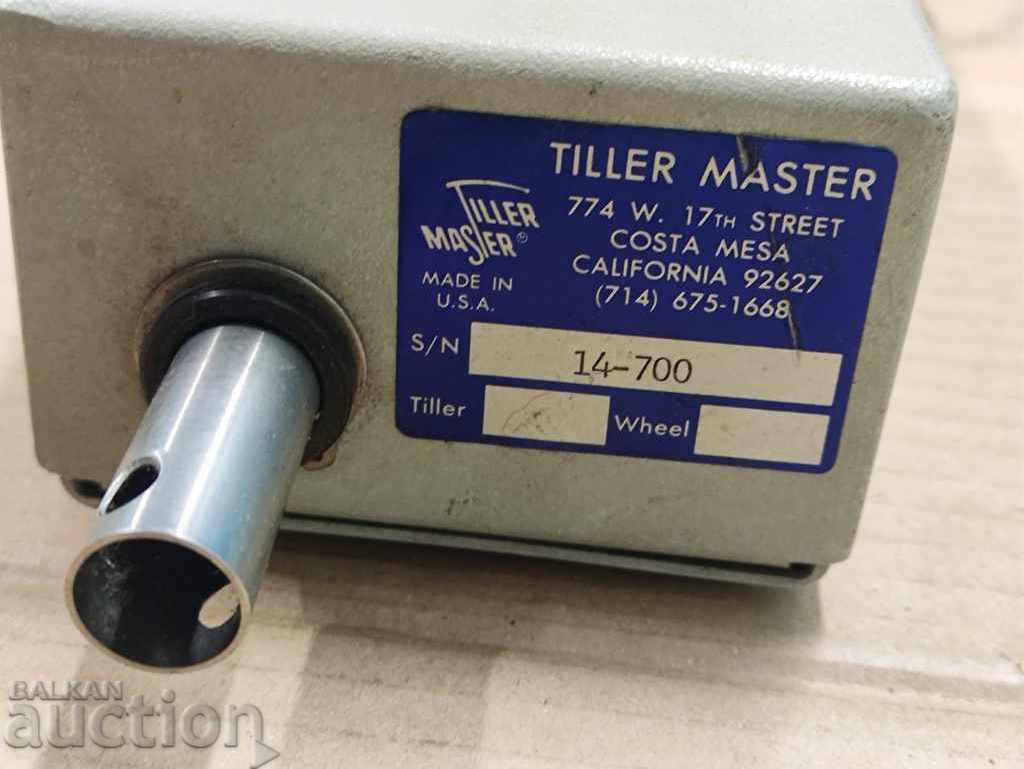 TILLER MASTER
774 W. 17TH STREET
COSTA MESA
CALIFORNIA 92627
(714) 675-1668
TILLER
MASTER®
MADE IN
U.S.A.
S/N 14-700
Tiller Wheel
BALKAN
auction